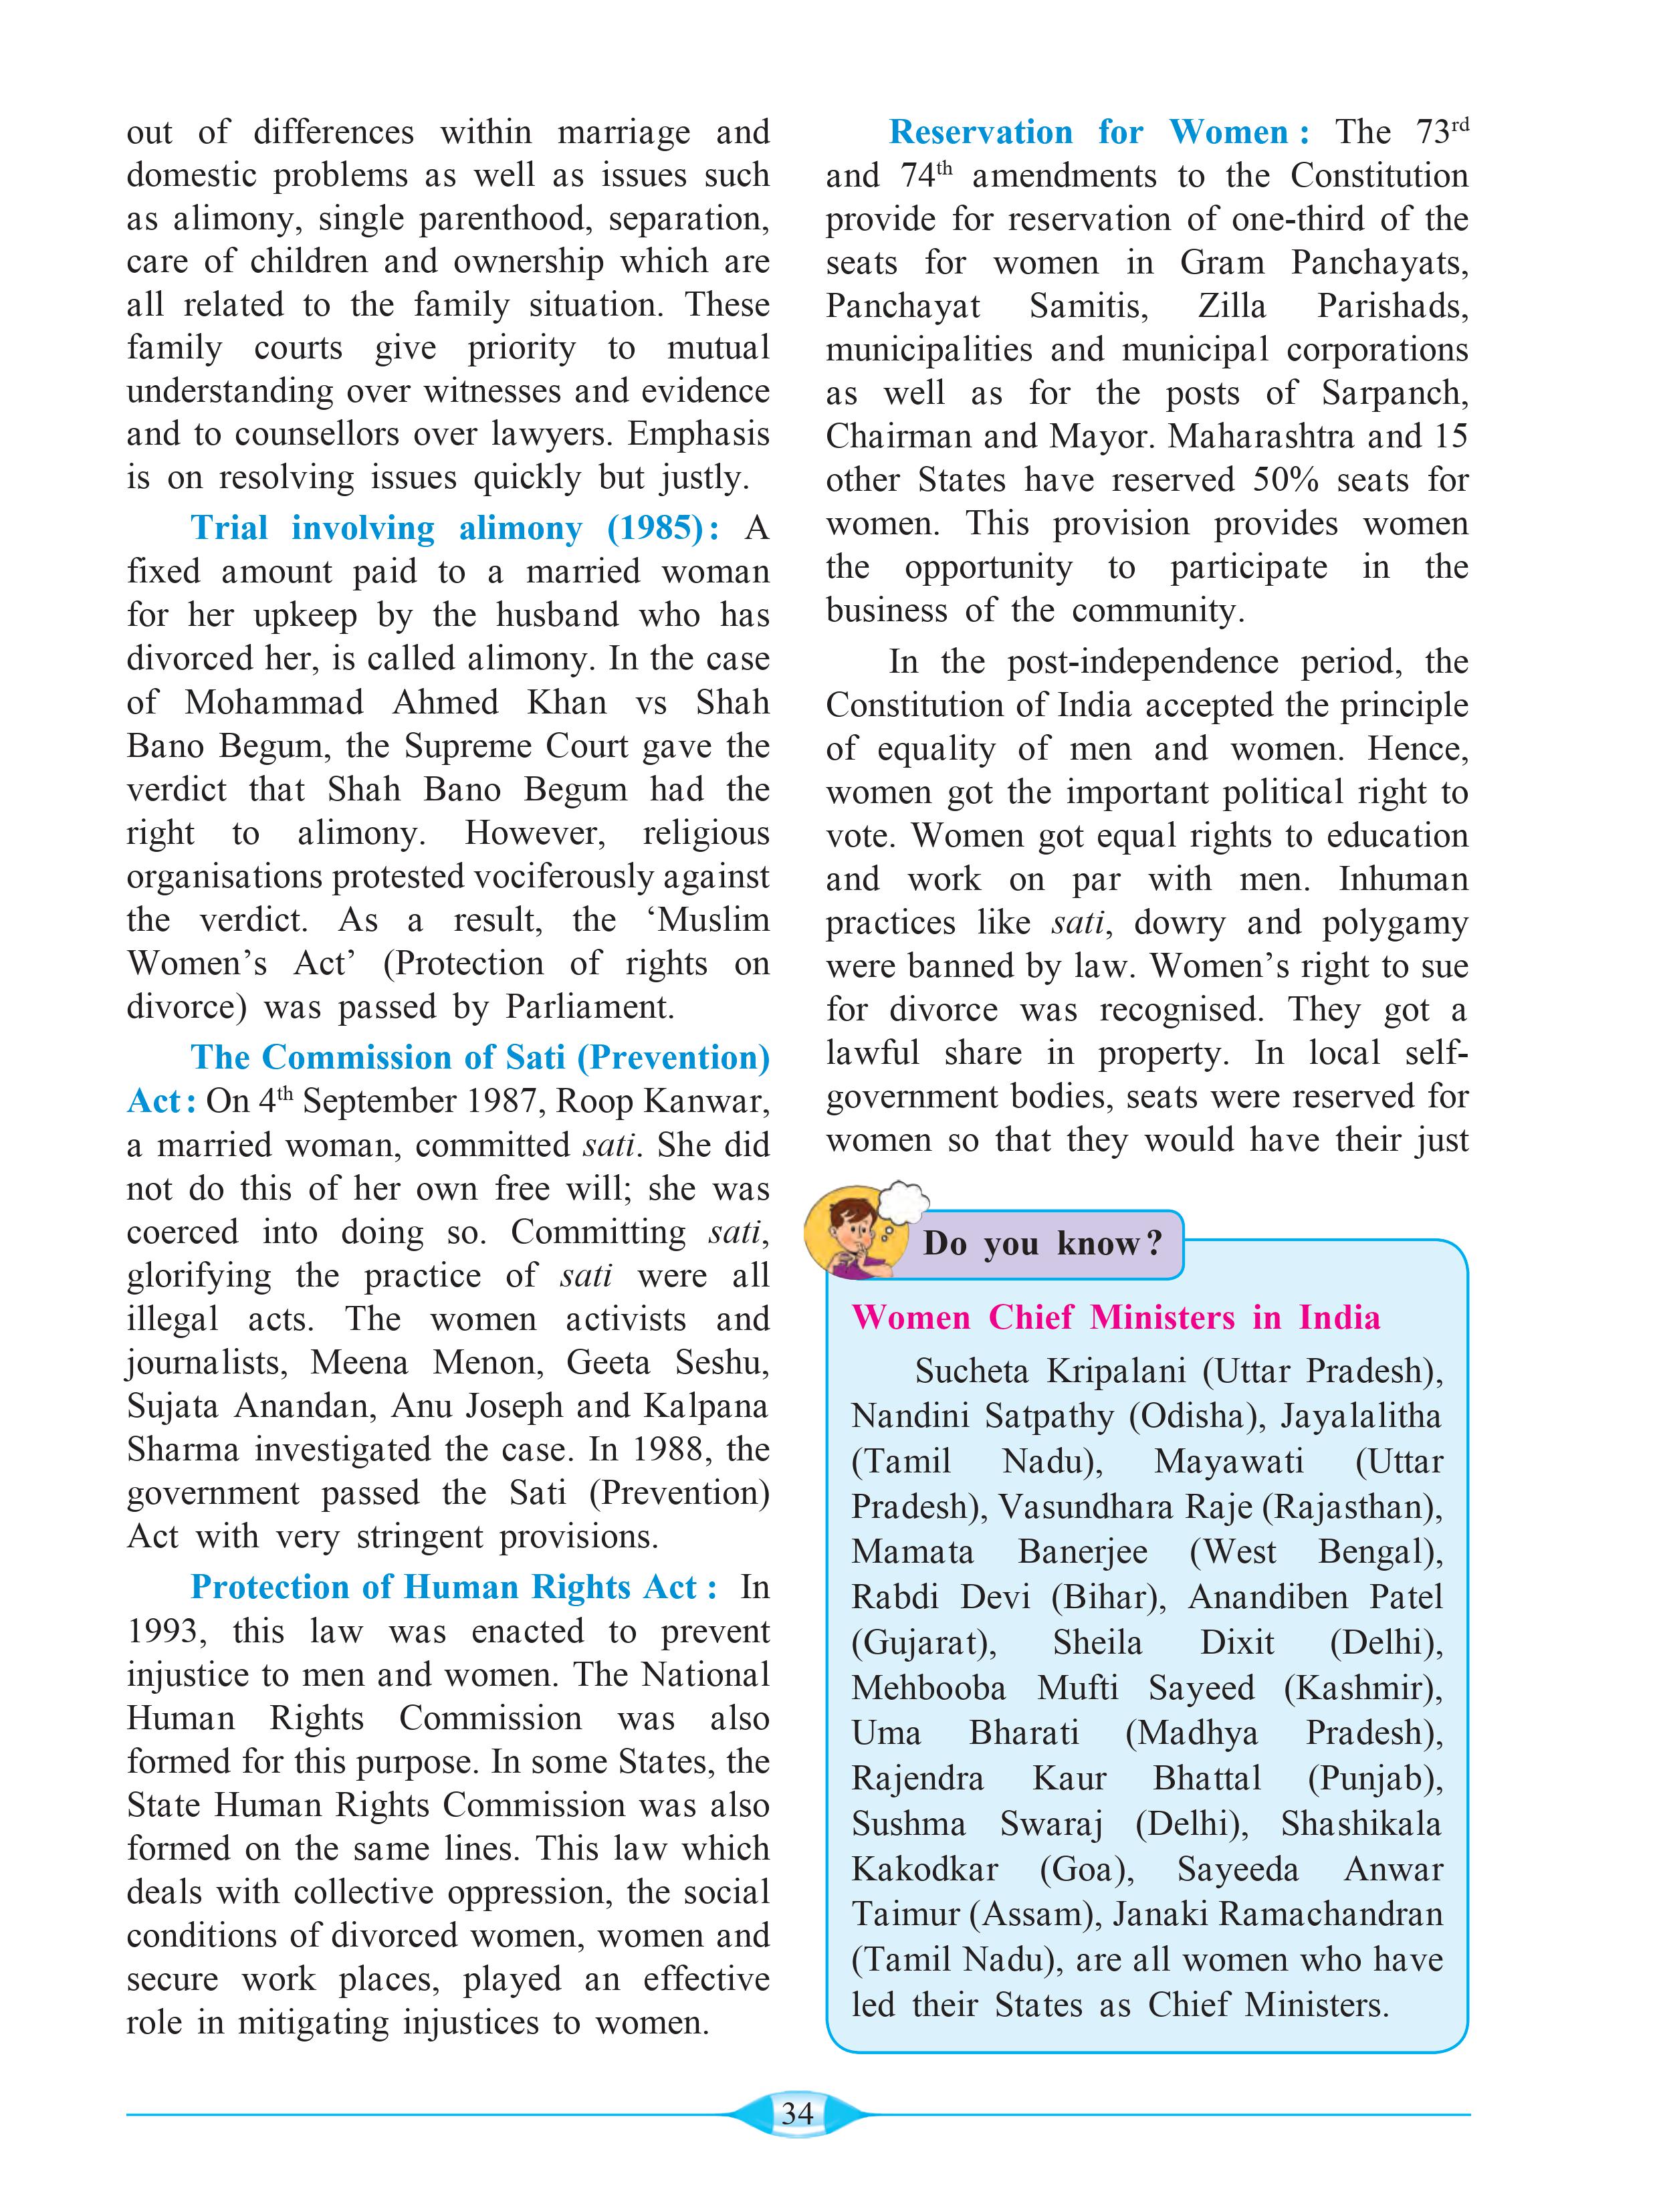 out of differences within marriage and
domestic problems as well as issues such
as alimony, single parenthood, separation,
care of children and ownership which are
all related to the family situation. These
family courts give priority to mutual
understanding over witnesses and evidence
and to counsellors over lawyers. Emphasis
is on resolving issues quickly but justly.
Trial involving alimony (1985): A
fixed amount paid to a married woman
for her upkeep by the husband who has
divorced her, is called alimony. In the case
of Mohammad Ahmed Khan vs Shah
Bano Begum, the Supreme Court gave the
verdict that Shah Bano Begum had the
right to alimony. However, religious
organisations protested vociferously against
the verdict. As a result, the ‘Muslim
Women’s Act’ (Protection of rights on
divorce) was passed by Parliament.
The Commission of Sati (Prevention)
Act: On 4th September 1987, Roop Kanwar,
a married woman, committed sati. She did
not do this of her own free will; she was
coerced into doing so. Committing sati,
glorifying the practice of sati were all
illegal acts. The women activists and
journalists, Meena Menon, Geeta Seshu,
Sujata Anandan, Anu Joseph and Kalpana
Sharma investigated the case. In 1988, the
government passed the Sati (Prevention)
Act with very stringent provisions.
Protection of Human Rights Act : In
1993, this law was enacted to prevent
injustice to men and women. The National
Human Rights Commission was also
formed for this purpose. In some States, the
State Human Rights Commission was also
formed on the same lines. This law which
deals with collective oppression, the social
conditions of divorced women, women and
secure work places, played an effective
role in mitigating injustices to women.
Reservation for Women : The 73rd
and 74th amendments to the Constitution
provide for reservation of one-third of the
seats for women in Gram Panchayats,
Panchayat Samitis, Zilla Parishads,
municipalities and municipal corporations
as well as for the posts of Sarpanch,
Chairman and Mayor. Maharashtra and 15
other States have reserved 50% seats for
women. This provision provides women
the opportunity to participate in the
business of the community.
In the post-independence period, the
Constitution of India accepted the principle
of equality of men and women. Hence,
women got the important political right to
vote. Women got equal rights to education
and work on par with men. Inhuman
practices like sati, dowry and polygamy
were banned by law. Women’s right to sue
for divorce was recognised. They got a
lawful share in property. In local self-
government bodies, seats were reserved for
women so that they would have their just
Do you know?
Women Chief Ministers in India
Sucheta Kripalani (Uttar Pradesh),
Nandini Satpathy (Odisha), Jayalalitha
(Tamil Nadu), Mayawati (Uttar
Pradesh), Vasundhara Raje (Rajasthan),
Mamata Banerjee (West Bengal),
Rabdi Devi (Bihar), Anandiben Patel
(Gujarat), Sheila Dixit (Delhi),
Mehbooba Mufti Sayeed (Kashmir),
Uma Bharati (Madhya Pradesh),
Rajendra Kaur Bhattal (Punjab),
Sushma Swaraj (Delhi), Shashikala
Kakodkar (Goa), Sayeeda Anwar
Taimur (Assam), Janaki Ramachandran
(Tamil Nadu), are all women who have
led their States as Chief Ministers.
34